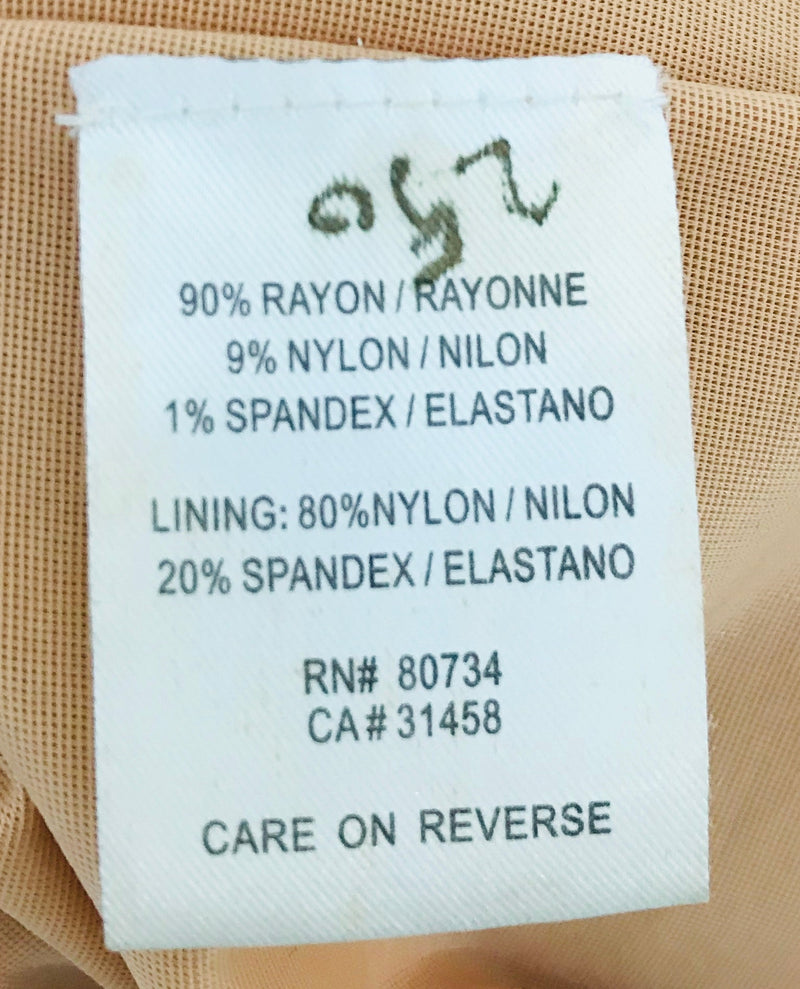 90% RAYON / RAYONNE
9% NYLON / NILON
1% SPANDEX / ELASTANO
LINING: 80%NYLON / NILON
20% SPANDEX / ELASTANO
RN# 80734
CA# 31458
CARE ON REVERSE